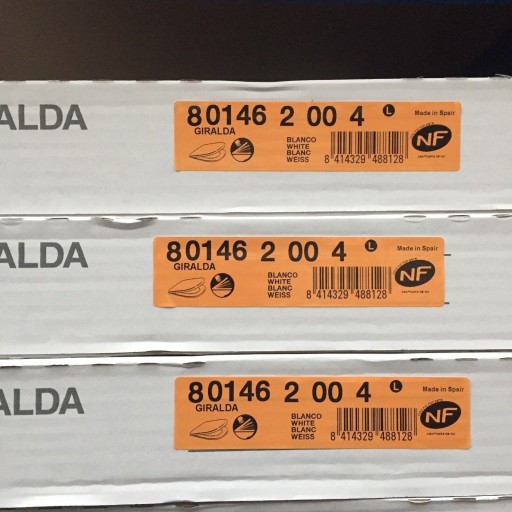 ALDA
80146 2 00 4 L
GIRALDA
Made in Spain
BLANCO
WHITE
BLANC
WEISS
8 414329 488128
NF
ALDA
80146 2 00 4 L
GIRALDA
Made in Spain
BLANCO
WHITE
BLANC
WEISS
8 414329 488128
NF
ALDA
80146 2 00 4 L
GIRALDA
Made in Spain
BLANCO
WHITE
BLANC
WEISS
8 414329 488128
NF